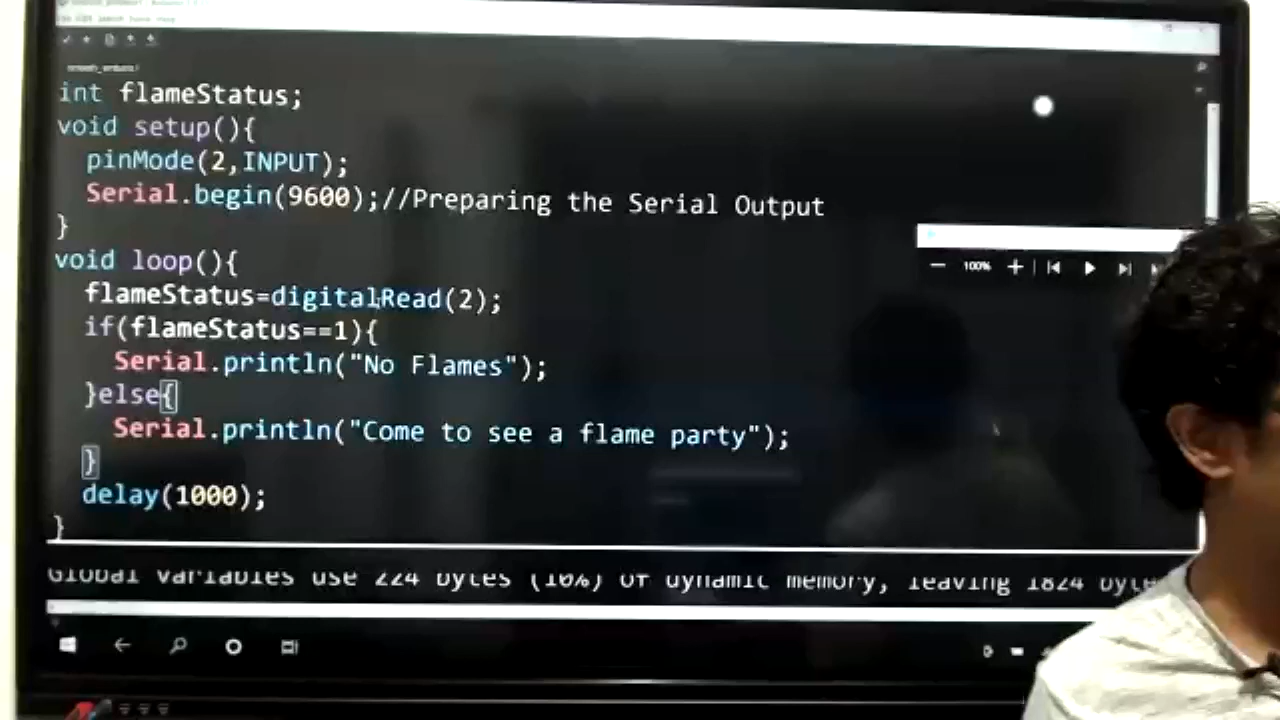 int flameStatus;
void setup(){
pinMode(2,INPUT);
Serial.begin(9600);//Preparing the Serial Output
}
void loop(){
flameStatus=digitalRead(2);
if(flameStatus==1){
Serial.println("No Flames");
}else{
Serial.println("Come to see a flame party");
}
delay(1000);
}
100%
Global variables use 224 bytes (10%) of dynamic memory, leaving 1824 byte